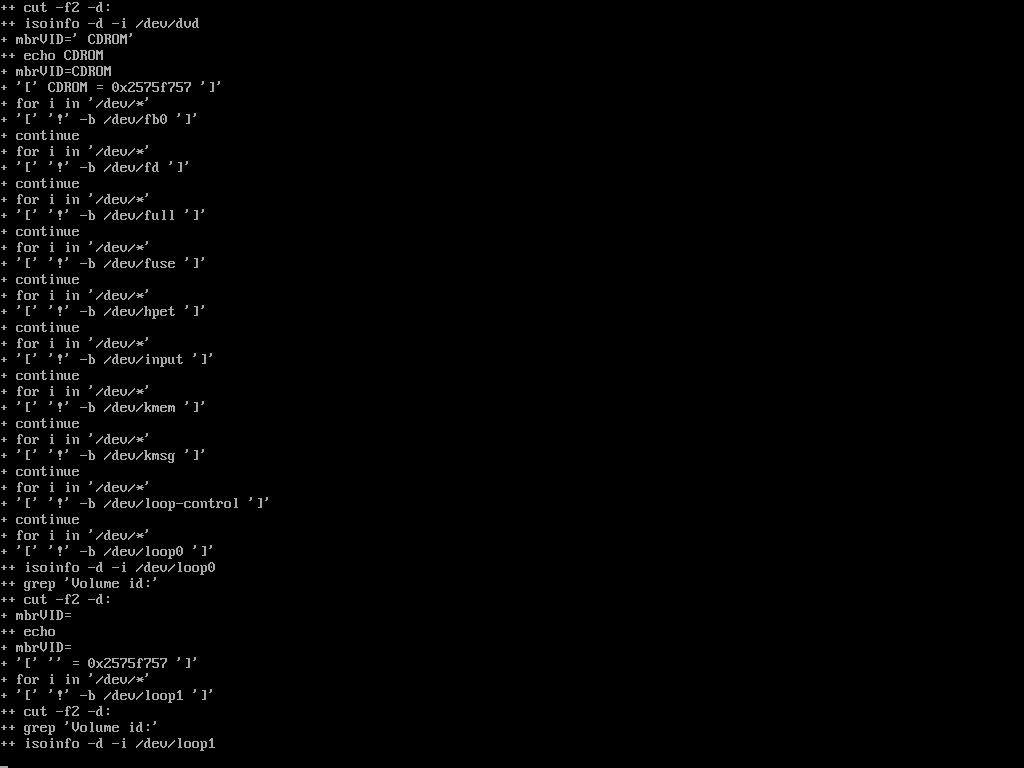 ++ cut -f2 -d:
++ isoinfo -d -i /dev/dvd
+ mbrVID=' CDROM'
++ echo CDROM
+ mbrVID=CDROM
+ '[' CDROM = 0x2575f757 ']'
+ for i in '/dev/*'
+ '[' '!' -b /dev/fb0 ']'
+ continue
+ for i in '/dev/*'
+ '[' '!' -b /dev/fd ']'
+ continue
+ for i in '/dev/*'
+ '[' '!' -b /dev/full ']'
+ continue
+ for i in '/dev/*'
+ '[' '!' -b /dev/fuse ']'
+ continue
+ for i in '/dev/*'
+ '[' '!' -b /dev/hpet ']'
+ continue
+ for i in '/dev/*'
+ '[' '!' -b /dev/input ']'
+ continue
+ for i in '/dev/*'
+ '[' '!' -b /dev/kmem ']'
+ continue
+ for i in '/dev/*'
+ '[' '!' -b /dev/kmsg ']'
+ continue
+ for i in '/dev/*'
+ '[' '!' -b /dev/loop-control ']'
+ continue
+ for i in '/dev/*'
+ '[' '!' -b /dev/loop0 ']'
++ isoinfo -d -i /dev/loop0
++ grep 'Volume id:'
++ cut -f2 -d:
+ mbrVID=
++ echo
+ mbrVID=
+ '[' '' = 0x2575f757 ']'
+ for i in '/dev/*'
+ '[' '!' -b /dev/loop1 ']'
++ cut -f2 -d:
++ grep 'Volume id:'
++ isoinfo -d -i /dev/loop1